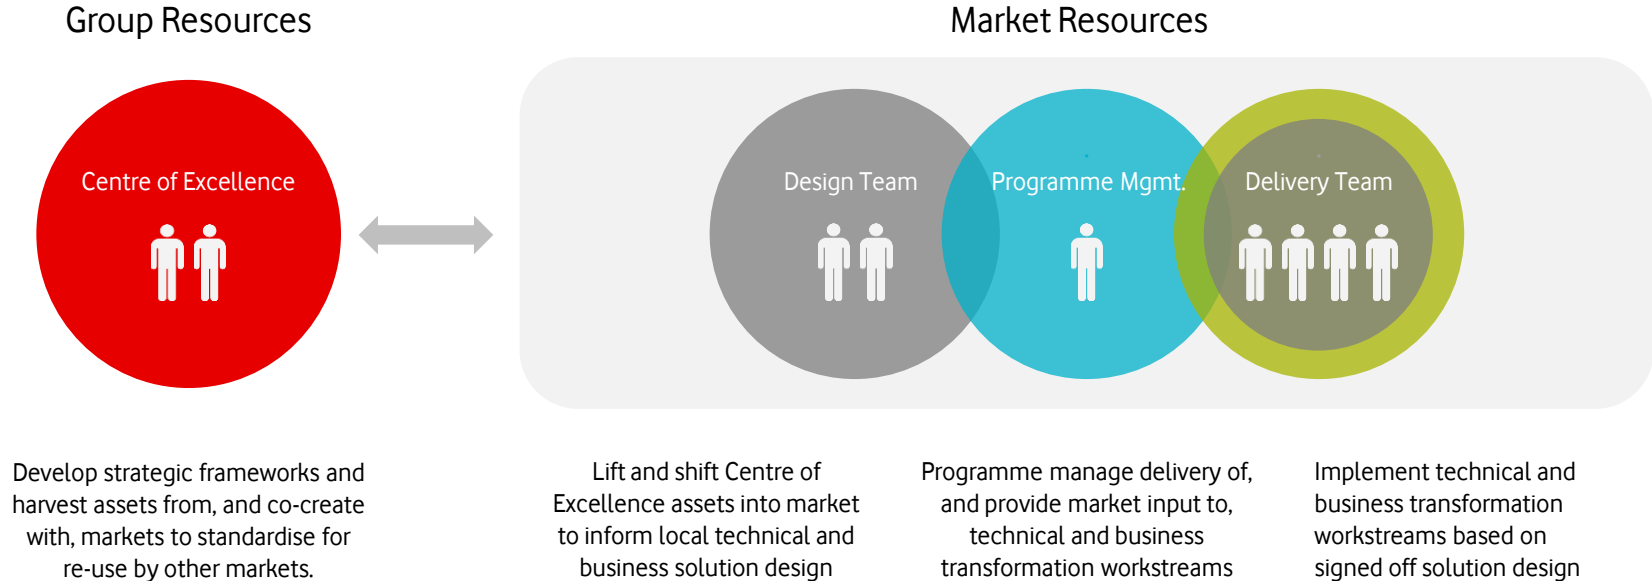 Group Resources
Market Resources
Centre of Excellence
Design Team
Programme Mgmt.
Delivery Team
Develop strategic frameworks and
harvest assets from, and co-create
with, markets to standardise for
re-use by other markets.
Lift and shift Centre of
Excellence assets into market
to inform local technical and
business solution design
Programme manage delivery of,
and provide market input to,
technical and business
transformation workstreams
Implement technical and
business transformation
workstreams based on
signed off solution design